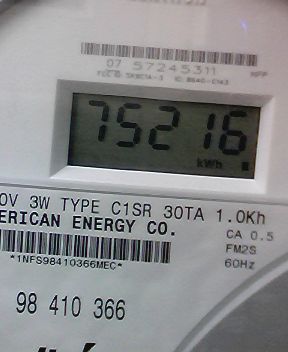 07 57245311
75216
kWh
0V 3W TYPE C1SR 30TA 1.0Kh
ERICAN ENERGY CO.
CA 0.5
FM2S
60Hz
*1NFS98410366MEC*
98 410 366